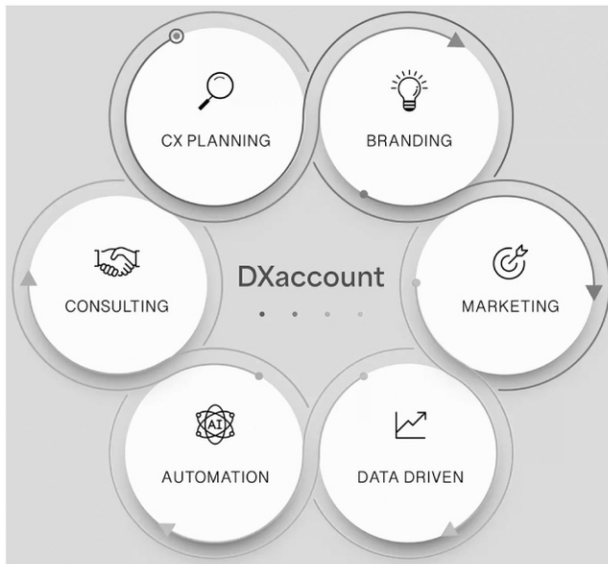 CX PLANNING
BRANDING
CONSULTING
DXaccount
MARKETING
AI
AUTOMATION
DATA DRIVEN